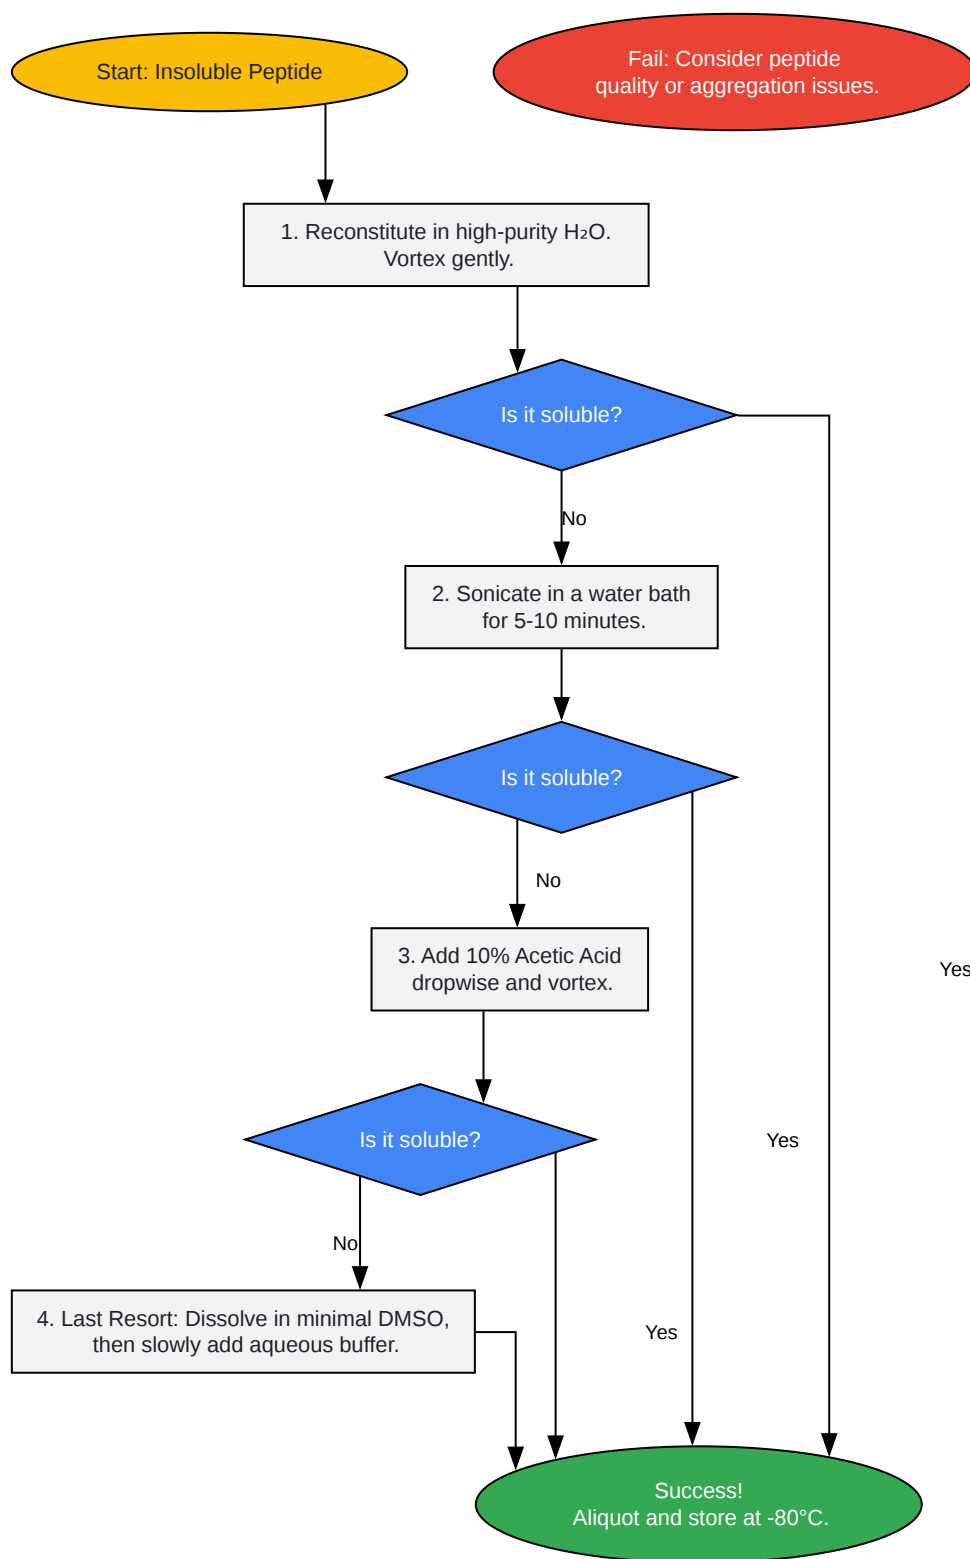 Start: Insoluble Peptide
Fail: Consider peptide
quality or aggregation issues.
1. Reconstitute in high-purity H₂O.
Vortex gently.
Is it soluble?
No
2. Sonicate in a water bath
for 5-10 minutes.
Is it soluble?
No
3. Add 10% Acetic Acid
dropwise and vortex.
Yes
Is it soluble?
Yes
No
4. Last Resort: Dissolve in minimal DMSO,
then slowly add aqueous buffer.
Yes
Success!
Aliquot and store at -80°C.